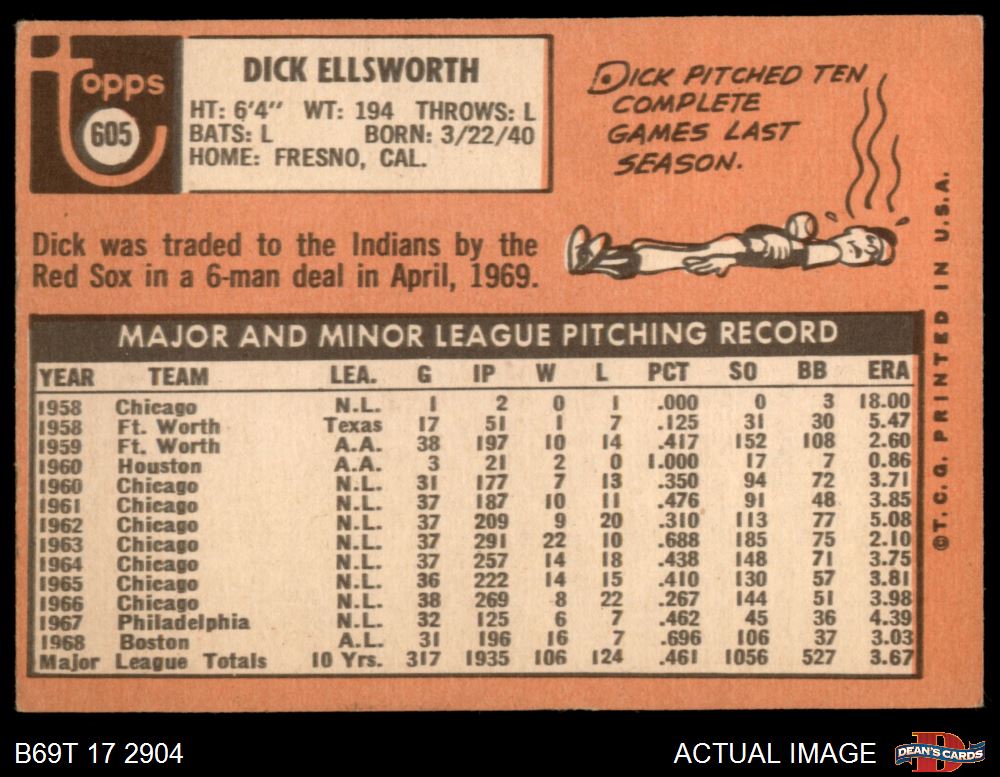 topps
605
DICK ELLSWORTH
HT: 6'4" WT: 194 THROWS: L
BATS: L BORN: 3/22/40
HOME: FRESNO, CAL.
DICK PITCHED TEN
COMPLETE
GAMES LAST
SEASON.
Dick was traded to the Indians by the
Red Sox in a 6-man deal in April, 1969.
MAJOR AND MINOR LEAGUE PITCHING RECORD
YEAR TEAM LEA. G IP W L PCT SO BB ERA
1958 Chicago N.L. 1 2 0 1 .000 0 3 18.00
1958 Ft. Worth Texas 17 51 1 7 .125 31 30 5.47
1959 Ft. Worth A.A. 38 197 10 14 .417 152 108 2.60
1960 Houston A.A. 3 21 2 0 1.000 17 7 0.86
1960 Chicago N.L. 31 177 7 13 .350 94 72 3.71
1961 Chicago N.L. 37 187 10 11 .476 91 48 3.85
1962 Chicago N.L. 37 209 9 20 .310 113 77 5.08
1963 Chicago N.L. 37 291 22 10 .688 185 75 2.10
1964 Chicago N.L. 37 257 14 18 .438 148 71 3.75
1965 Chicago N.L. 36 222 14 15 .410 130 57 3.81
1966 Chicago N.L. 38 269 8 22 .267 144 51 3.98
1967 Philadelphia N.L. 32 125 6 7 .462 45 36 4.39
1968 Boston A.L. 31 196 16 7 .696 106 37 3.03
Major League Totals 10 Yrs. 317 1935 106 124 .461 1056 527 3.67
©T.C.G. PRINTED IN U.S.A.
B69T 17 2904
ACTUAL IMAGE
D
DEAN'S CARDS